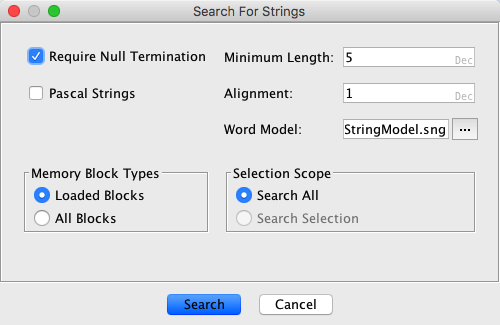 Search For Strings
Require Null Termination
Minimum Length: 5 Dec
Pascal Strings
Alignment: 1 Dec
Word Model: StringModel.sng ...
Memory Block Types
Loaded Blocks
All Blocks
Selection Scope
Search All
Search Selection
Search
Cancel